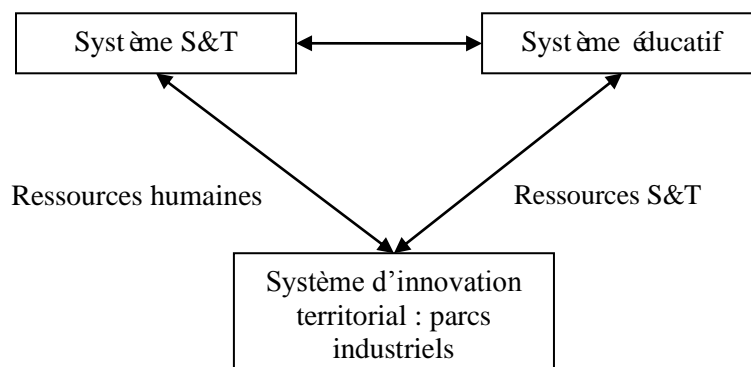 Système S&T
Système éducatif
Ressources humaines
Ressources S&T
Système d’innovation
territorial : parcs
industriels